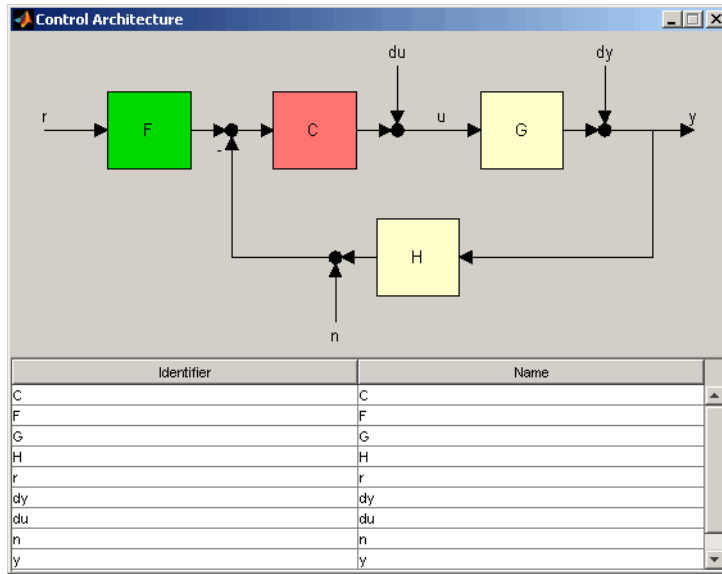 Control Architecture
du dy
r F C u G y
-
H
n
Identifier Name
C C
F F
G G
H H
r r
dy dy
du du
n n
y y